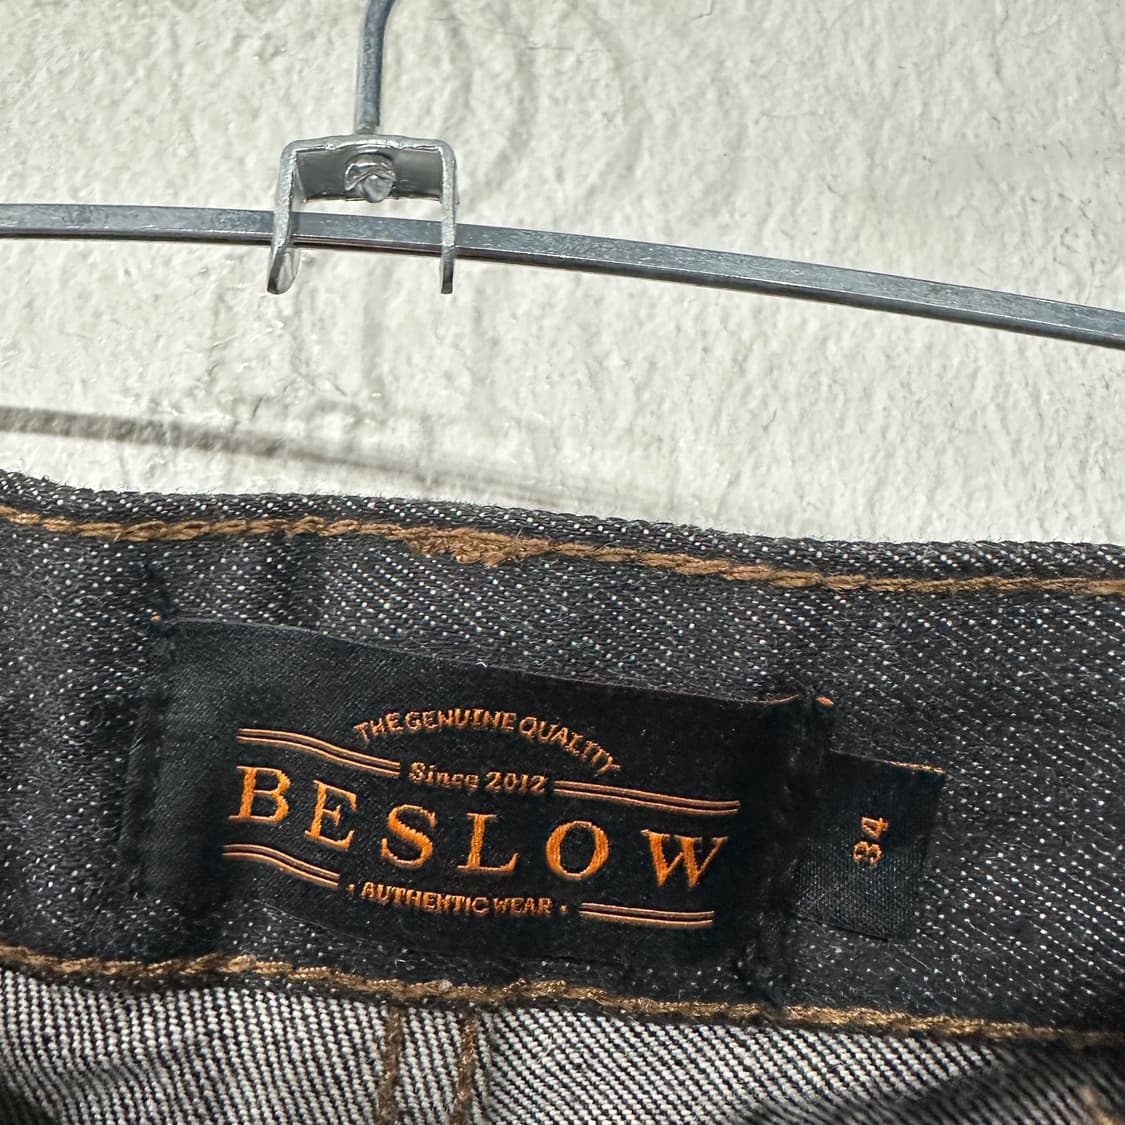 THE GENUINE QUALITY
Since 2012
BESLOW
• AUTHENTIC WEAR •
34